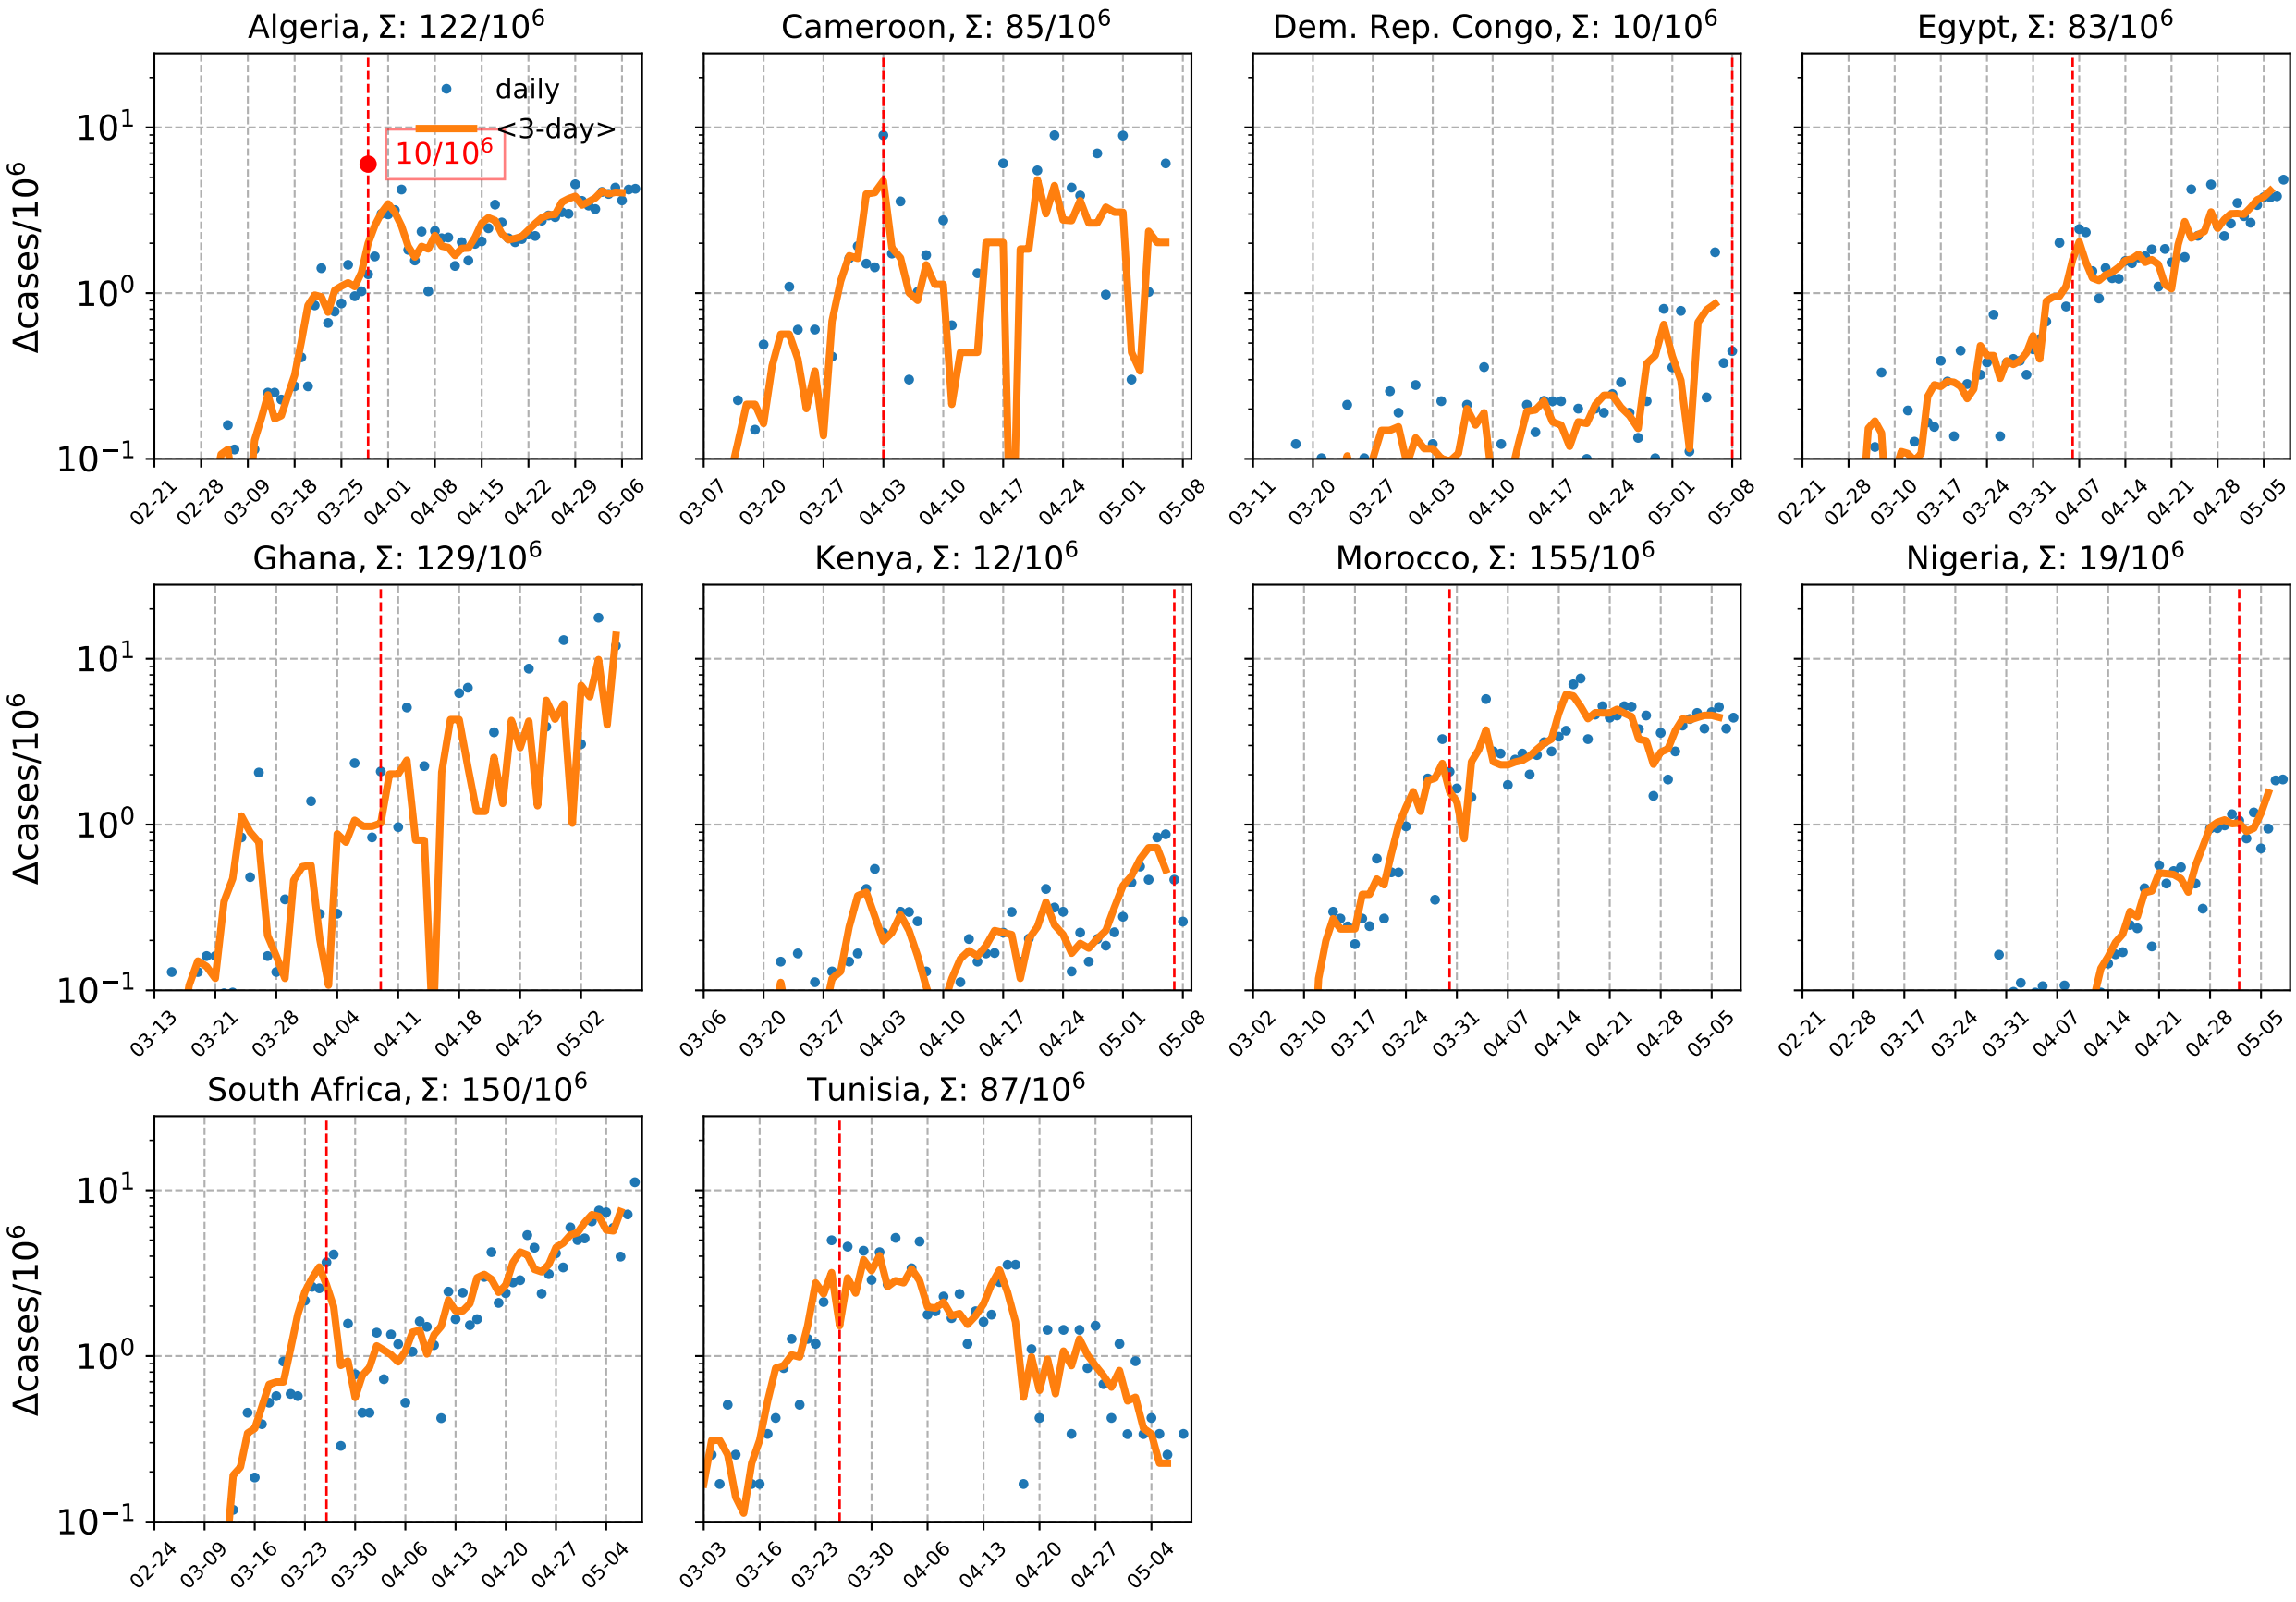 Algeria, Σ: 122/10⁶
Cameroon, Σ: 85/10⁶
Dem. Rep. Congo, Σ: 10/10⁶
Egypt, Σ: 83/10⁶
Δcases/10⁶
10¹
10⁰
10⁻¹
daily
<3-day>
10/10⁶
02-21 02-28 03-09 03-18 03-25 04-01 04-08 04-15 04-22 04-29 05-06
03-07 03-20 03-27 04-03 04-10 04-17 04-24 05-01 05-08
03-11 03-20 03-27 04-03 04-10 04-17 04-24 05-01 05-08
02-21 02-28 03-10 03-17 03-24 03-31 04-07 04-14 04-21 04-28 05-05
Ghana, Σ: 129/10⁶
Kenya, Σ: 12/10⁶
Morocco, Σ: 155/10⁶
Nigeria, Σ: 19/10⁶
Δcases/10⁶
10¹
10⁰
10⁻¹
03-13 03-21 03-28 04-04 04-11 04-18 04-25 05-02
03-06 03-20 03-27 04-03 04-10 04-17 04-24 05-01 05-08
03-02 03-10 03-17 03-24 03-31 04-07 04-14 04-21 04-28 05-05
02-21 02-28 03-17 03-24 03-31 04-07 04-14 04-21 04-28 05-05
South Africa, Σ: 150/10⁶
Tunisia, Σ: 87/10⁶
Δcases/10⁶
10¹
10⁰
10⁻¹
02-24 03-09 03-16 03-23 03-30 04-06 04-13 04-20 04-27 05-04
03-03 03-16 03-23 03-30 04-06 04-13 04-20 04-27 05-04